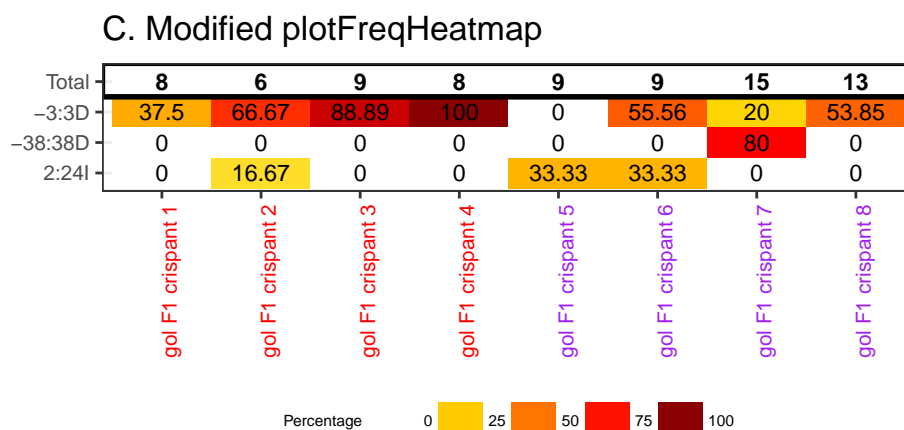 C. Modified plotFreqHeatmap
Total 8 6 9 8 9 9 15 13
−3:3D 37.5 66.67 88.89 100 0 55.56 20 53.85
−38:38D 0 0 0 0 0 0 80 0
2:24I 0 16.67 0 0 33.33 33.33 0 0
gol F1 crispant 1
gol F1 crispant 2
gol F1 crispant 3
gol F1 crispant 4
gol F1 crispant 5
gol F1 crispant 6
gol F1 crispant 7
gol F1 crispant 8
Percentage 0 25 50 75 100